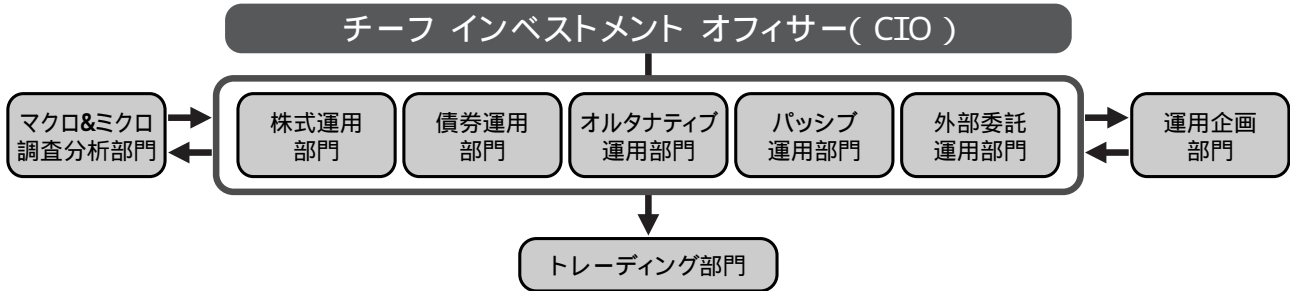 チーフ インベストメント オフィサー( CIO )
マクロ&ミクロ
調査分析部門
株式運用
部門
債券運用
部門
オルタナティブ
運用部門
パッシブ
運用部門
外部委託
運用部門
運用企画
部門
トレーディング部門